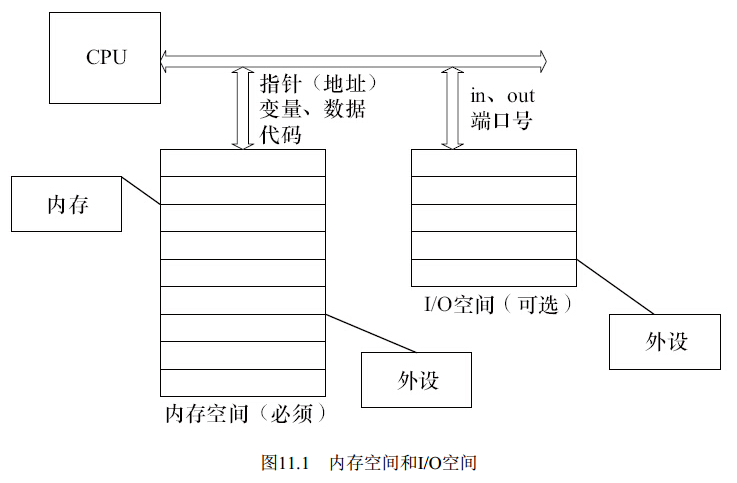 CPU
指针（地址）
变量、数据
代码
in、out
端口号
内存
I/O空间（可选）
外设
外设
内存空间（必须）
图11.1 内存空间和I/O空间